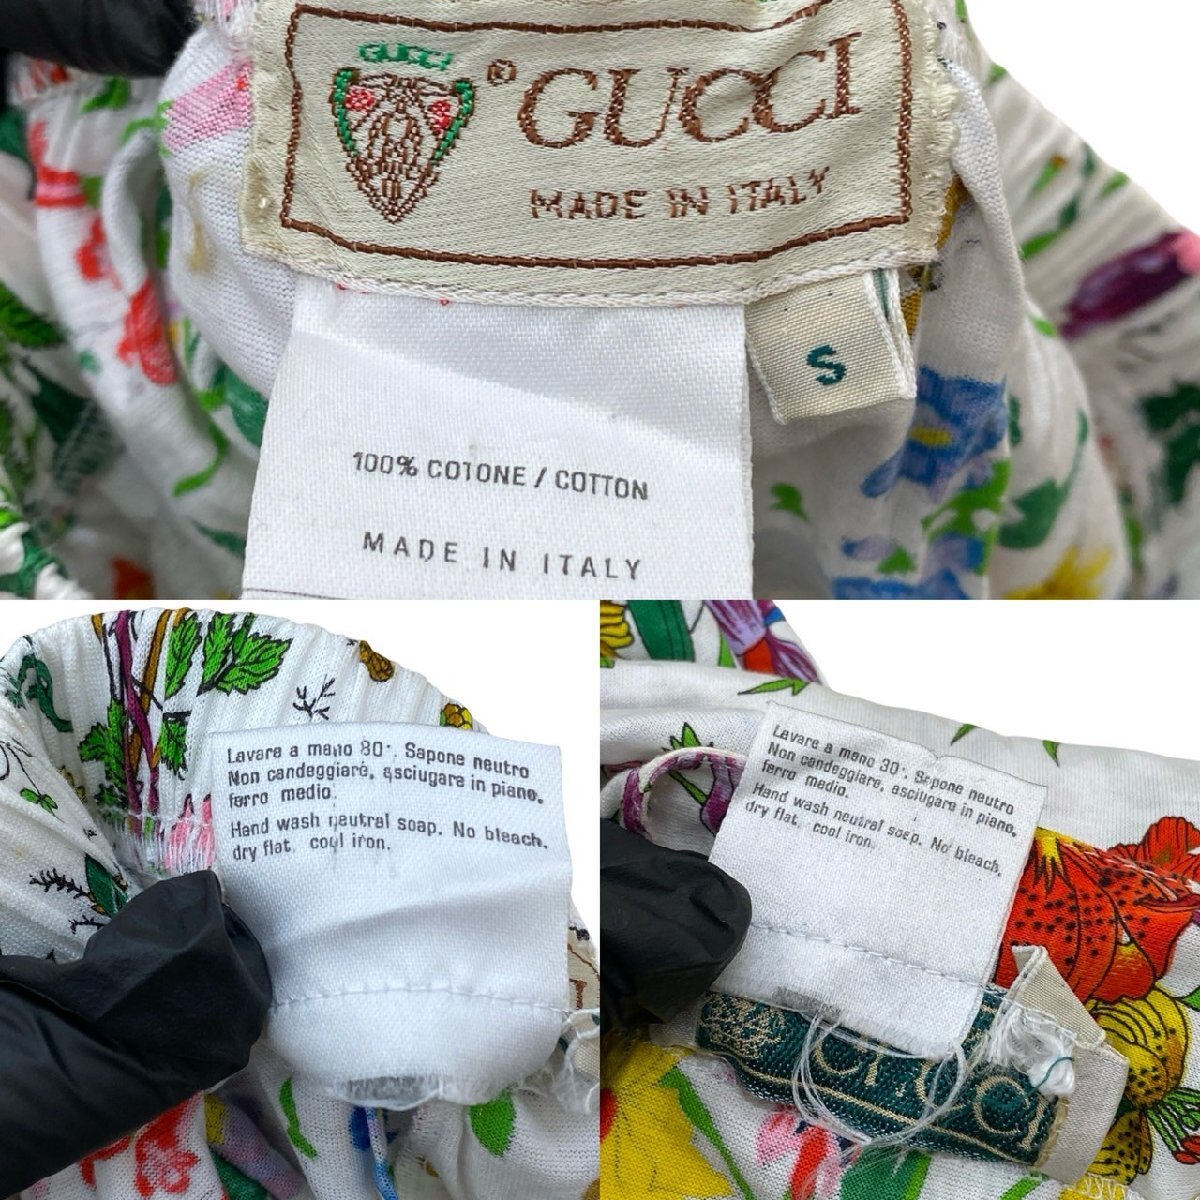 GUCCI
® GUCCI
MADE IN ITALY
S
100% COTONE / COTTON
MADE IN ITALY
Lavare a mano 80°. Sapone neutro
Non candeggiare, asciugare in piano.
ferro medio.
Hand wash neutral soap. No bleach.
dry flat. cool iron.
Lavare a mano 30°. Sapone neutro
Non candeggiare, asciugare in piano,
ferro medio.
Hand wash neutral soap. No bleach.
dry flat. cool iron.